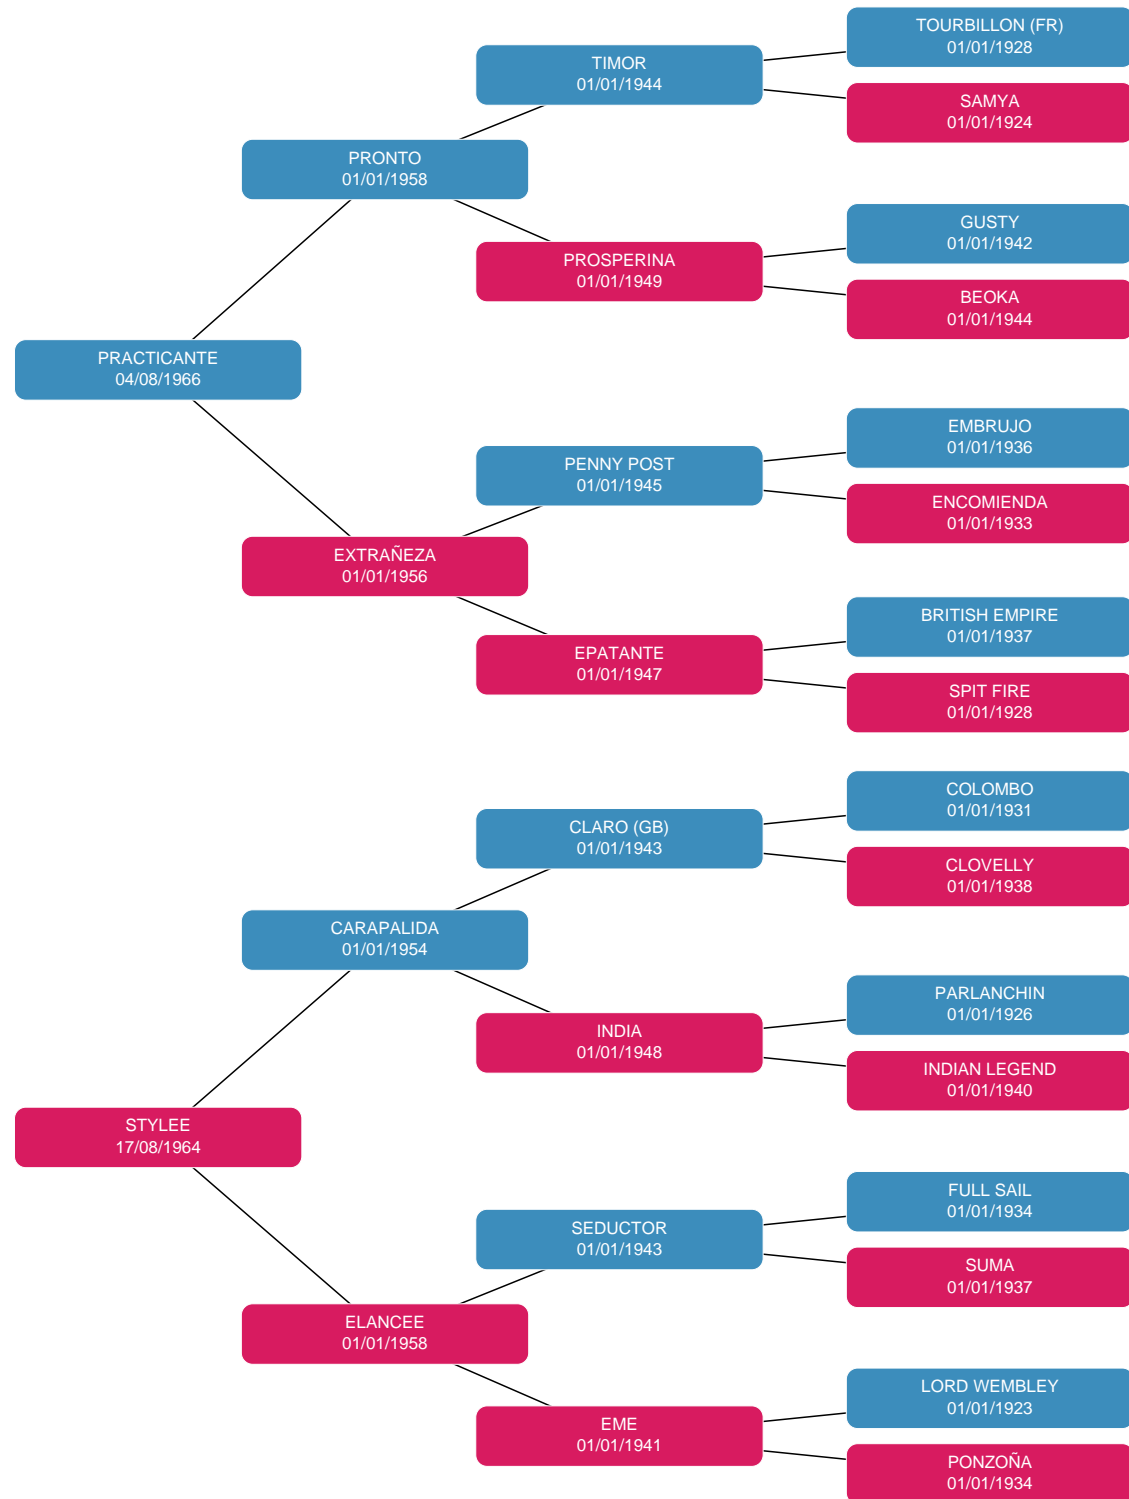 TOURBILLON (FR)
01/01/1928
TIMOR
01/01/1944
SAMYA
01/01/1924
PRONTO
01/01/1958
GUSTY
01/01/1942
PROSPERINA
01/01/1949
BEOKA
01/01/1944
PRACTICANTE
04/08/1966
EMBRUJO
01/01/1936
PENNY POST
01/01/1945
ENCOMIENDA
01/01/1933
EXTRAÑEZA
01/01/1956
BRITISH EMPIRE
01/01/1937
EPATANTE
01/01/1947
SPIT FIRE
01/01/1928
COLOMBO
01/01/1931
CLARO (GB)
01/01/1943
CLOVELLY
01/01/1938
CARAPALIDA
01/01/1954
PARLANCHIN
01/01/1926
INDIA
01/01/1948
INDIAN LEGEND
01/01/1940
STYLEE
17/08/1964
FULL SAIL
01/01/1934
SEDUCTOR
01/01/1943
SUMA
01/01/1937
ELANCEE
01/01/1958
LORD WEMBLEY
01/01/1923
EME
01/01/1941
PONZOÑA
01/01/1934